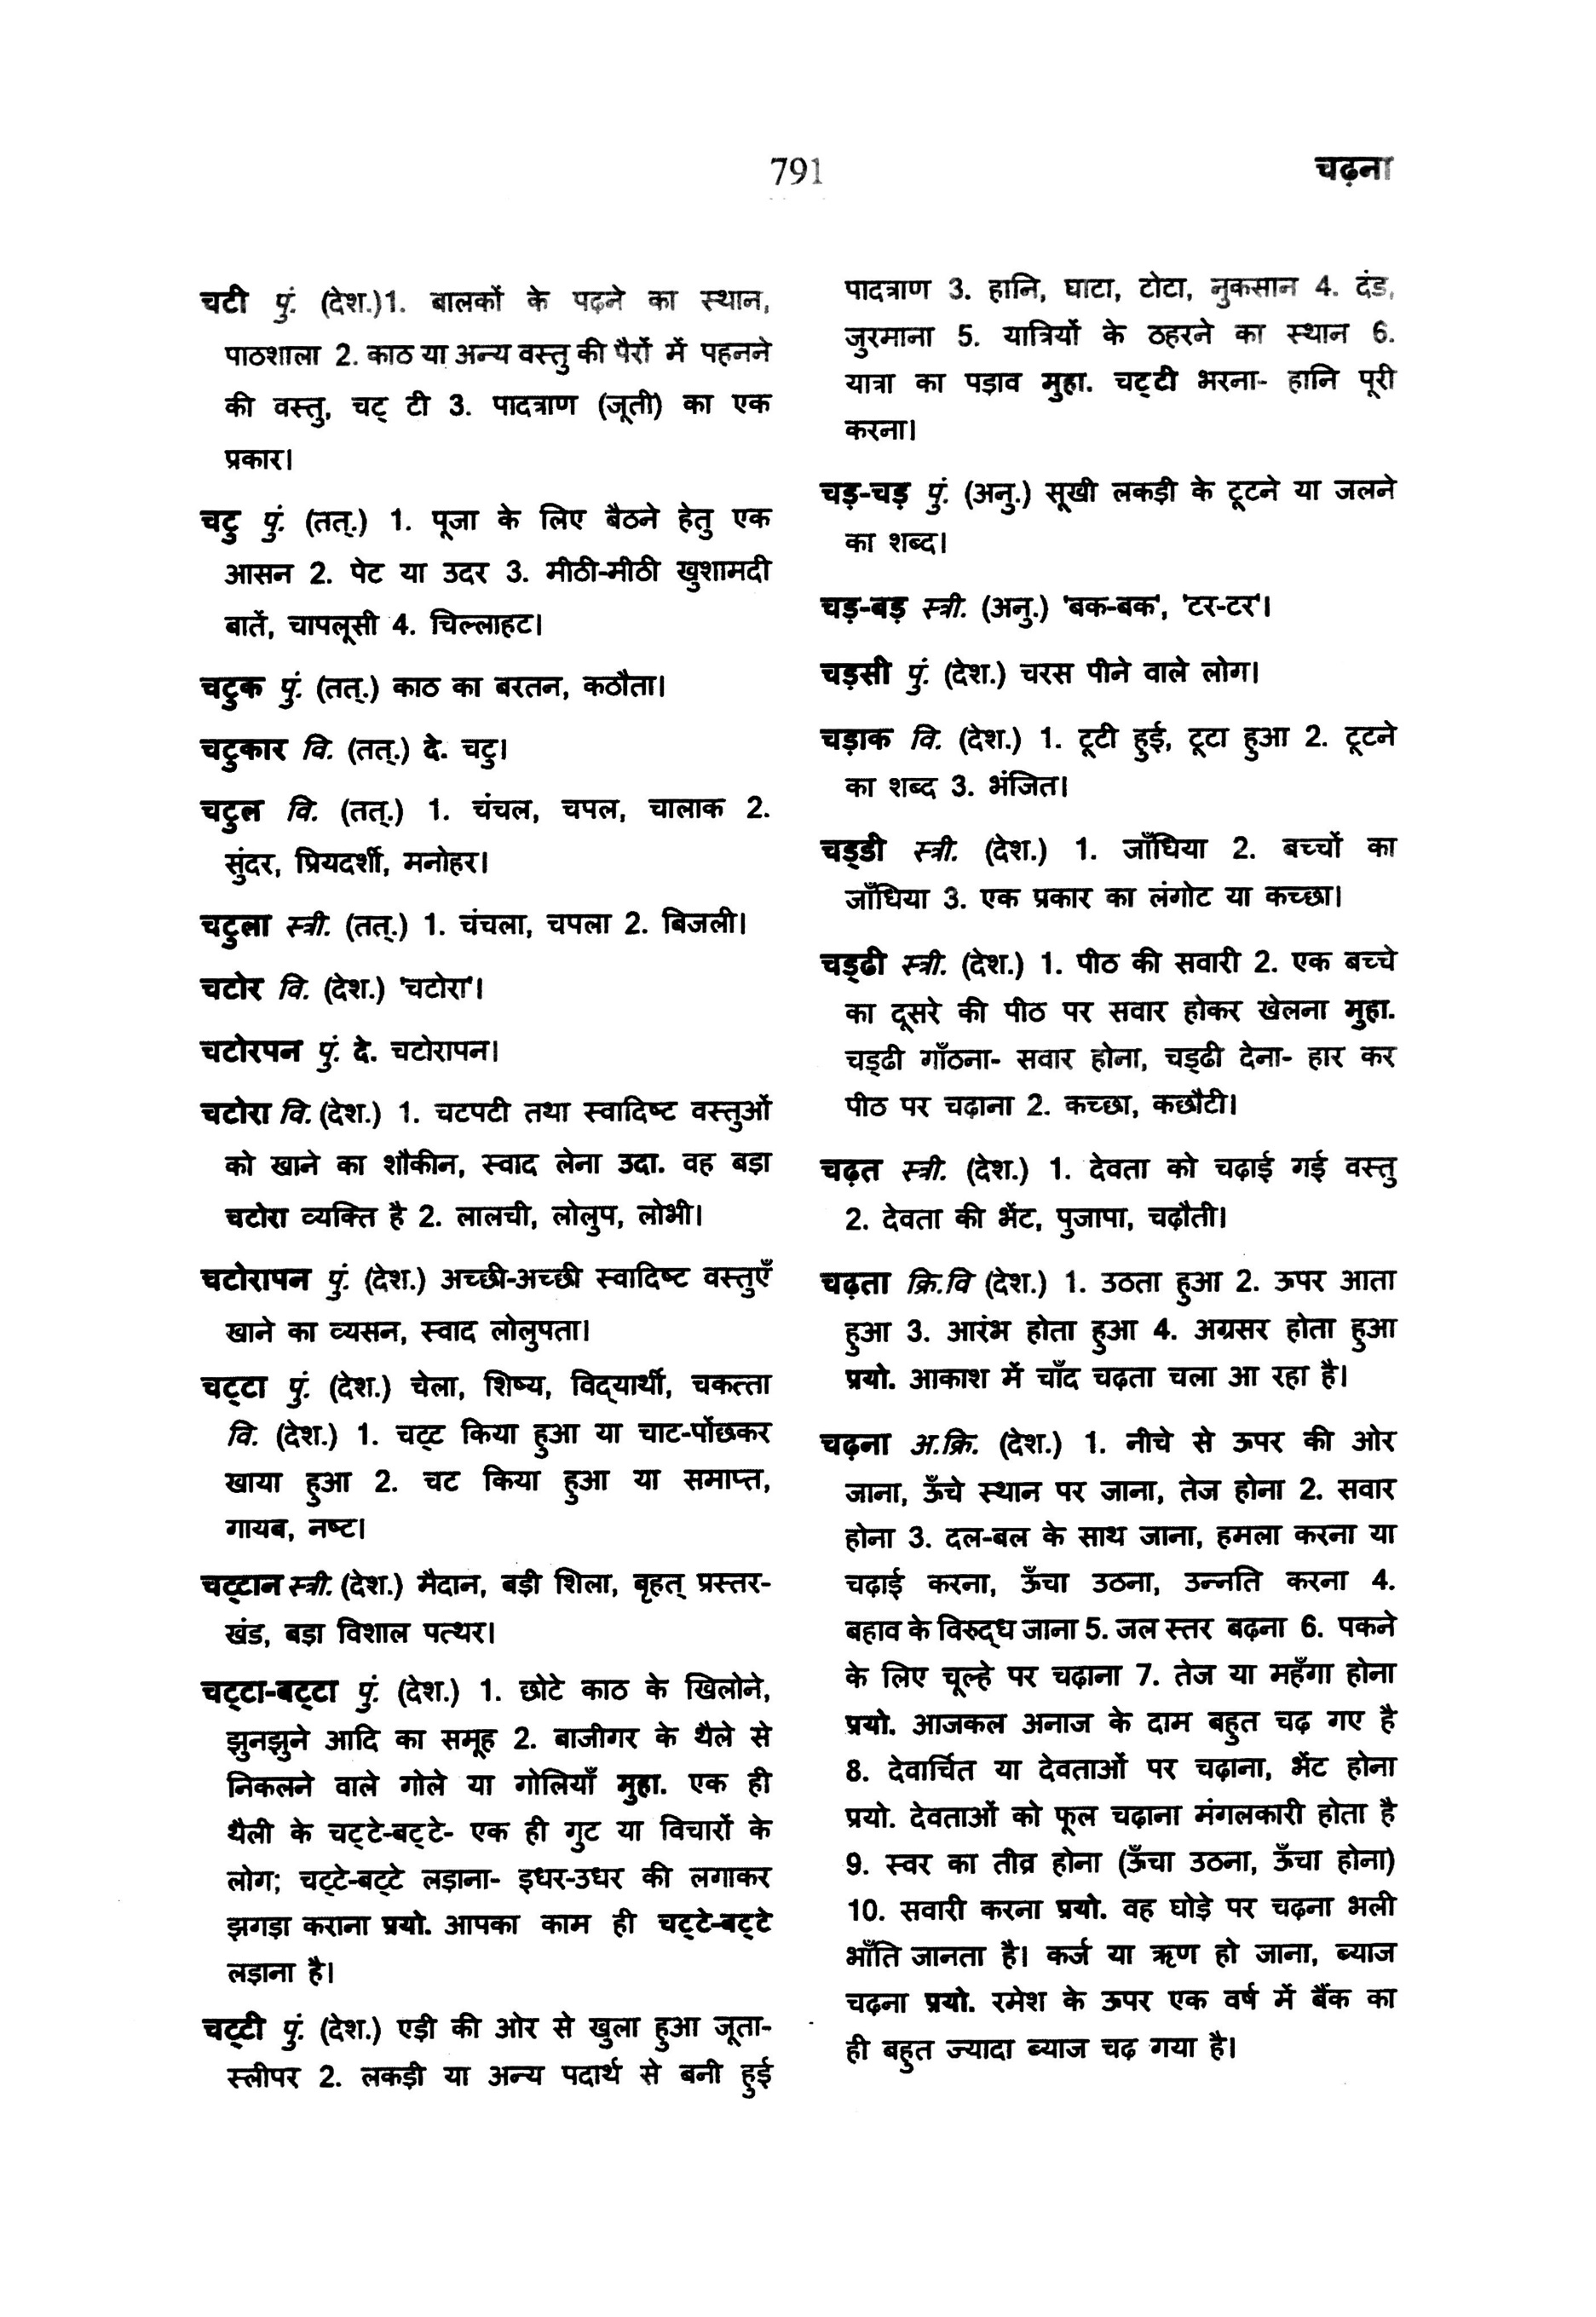 791
चढ़ना
चटी पुं. (देश.)1. बालकों के पढ़ने का स्थान,
पाठशाला 2. काठ या अन्य वस्तु की पैरों में पहनने
की वस्तु, चट् टी 3. पादत्राण (जूती) का एक
प्रकार।
चटु पुं. (तत्.) 1. पूजा के लिए बैठने हेतु एक
आसन 2. पेट या उदर 3. मीठी-मीठी खुशामदी
बातें, चापलूसी 4. चिल्लाहट।
चटुक पुं. (तत्.) काठ का बरतन, कठौता।
चटुकार वि. (तत्.) दे. चटु।
चटुल वि. (तत्.) 1. चंचल, चपल, चालाक 2.
सुंदर, प्रियदर्शी, मनोहर।
चटुला स्त्री. (तत्.) 1. चंचला, चपला 2. बिजली।
चटोर वि. (देश.) 'चटोरा'।
चटोरपन पुं. दे. चटोरापन।
चटोरा वि. (देश.) 1. चटपटी तथा स्वादिष्ट वस्तुओं
को खाने का शौकीन, स्वाद लेना उदा. वह बड़ा
चटोरा व्यक्ति है 2. लालची, लोलुप, लोभी।
चटोरापन पुं. (देश.) अच्छी-अच्छी स्वादिष्ट वस्तुएँ
खाने का व्यसन, स्वाद लोलुपता।
चट्टा पुं. (देश.) चेला, शिष्य, विद्यार्थी, चकत्ता
वि. (देश.) 1. चट्ट किया हुआ या चाट-पोंछकर
खाया हुआ 2. चट किया हुआ या समाप्त,
गायब, नष्ट।
चट्टान स्त्री. (देश.) मैदान, बड़ी शिला, बृहत् प्रस्तर-
खंड, बड़ा विशाल पत्थर।
चट्टा-बट्टा पुं. (देश.) 1. छोटे काठ के खिलोने,
झुनझुने आदि का समूह 2. बाजीगर के थैले से
निकलने वाले गोले या गोलियाँ मुहा. एक ही
थैली के चट्टे-बट्टे- एक ही गुट या विचारों के
लोग; चट्टे-बट्टे लड़ाना- इधर-उधर की लगाकर
झगड़ा कराना प्रयो. आपका काम ही चट्टे-बट्टे
लड़ाना है।
चट्टी पुं. (देश.) एड़ी की ओर से खुला हुआ जूता-
स्लीपर 2. लकड़ी या अन्य पदार्थ से बनी हुई
पादत्राण 3. हानि, घाटा, टोटा, नुकसान 4. दंड,
जुरमाना 5. यात्रियों के ठहरने का स्थान 6.
यात्रा का पड़ाव मुहा. चट्टी भरना- हानि पूरी
करना।
चड़-चड़ पुं. (अनु.) सूखी लकड़ी के टूटने या जलने
का शब्द।
चड़-बड़ स्त्री. (अनु.) 'बक-बक', 'टर-टर'।
चड़सी पुं. (देश.) चरस पीने वाले लोग।
चड़ाक वि. (देश.) 1. टूटी हुई, टूटा हुआ 2. टूटने
का शब्द 3. भंजित।
चड्डी स्त्री. (देश.) 1. जाँघिया 2. बच्चों का
जाँघिया 3. एक प्रकार का लंगोट या कच्छा।
चड्ढी स्त्री. (देश.) 1. पीठ की सवारी 2. एक बच्चे
का दूसरे की पीठ पर सवार होकर खेलना मुहा.
चड्ढी गाँठना- सवार होना, चड्ढी देना- हार कर
पीठ पर चढ़ाना 2. कच्छा, कछौटी।
चढ़त स्त्री. (देश.) 1. देवता को चढ़ाई गई वस्तु
2. देवता की भेंट, पुजापा, चढ़ौती।
चढ़ता क्रि.वि (देश.) 1. उठता हुआ 2. ऊपर आता
हुआ 3. आरंभ होता हुआ 4. अग्रसर होता हुआ
प्रयो. आकाश में चाँद चढ़ता चला आ रहा है।
चढ़ना अ.क्रि. (देश.) 1. नीचे से ऊपर की ओर
जाना, ऊँचे स्थान पर जाना, तेज होना 2. सवार
होना 3. दल-बल के साथ जाना, हमला करना या
चढ़ाई करना, ऊँचा उठना, उन्नति करना 4.
बहाव के विरुद्ध जाना 5. जल स्तर बढ़ना 6. पकने
के लिए चूल्हे पर चढ़ाना 7. तेज या महँगा होना
प्रयो. आजकल अनाज के दाम बहुत चढ़ गए है
8. देवार्चित या देवताओं पर चढ़ाना, भेंट होना
प्रयो. देवताओं को फूल चढ़ाना मंगलकारी होता है
9. स्वर का तीव्र होना (ऊँचा उठना, ऊँचा होना)
10. सवारी करना प्रयो. वह घोड़े पर चढ़ना भली
भाँति जानता है। कर्ज या ऋण हो जाना, ब्याज
चढ़ना प्रयो. रमेश के ऊपर एक वर्ष में बैंक का
ही बहुत ज्यादा ब्याज चढ़ गया है।